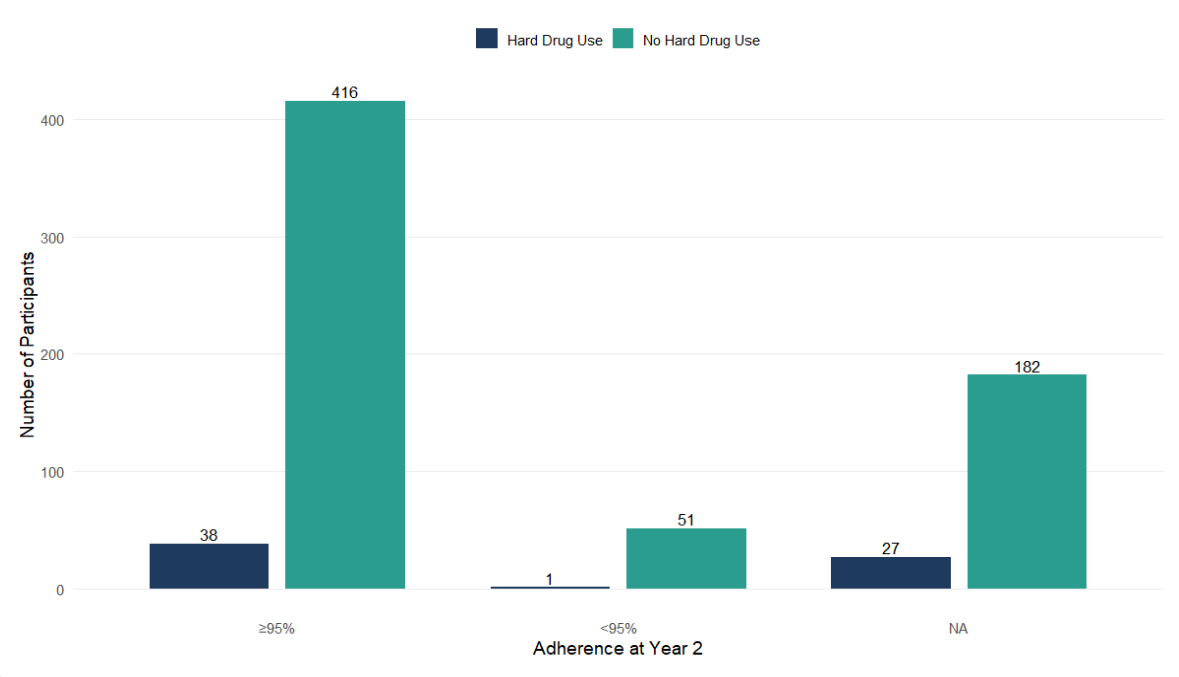 Hard Drug Use No Hard Drug Use
416
400
300
Number of Participants
200
182
100
38
51
27
1
0
≥95% <95% NA
Adherence at Year 2